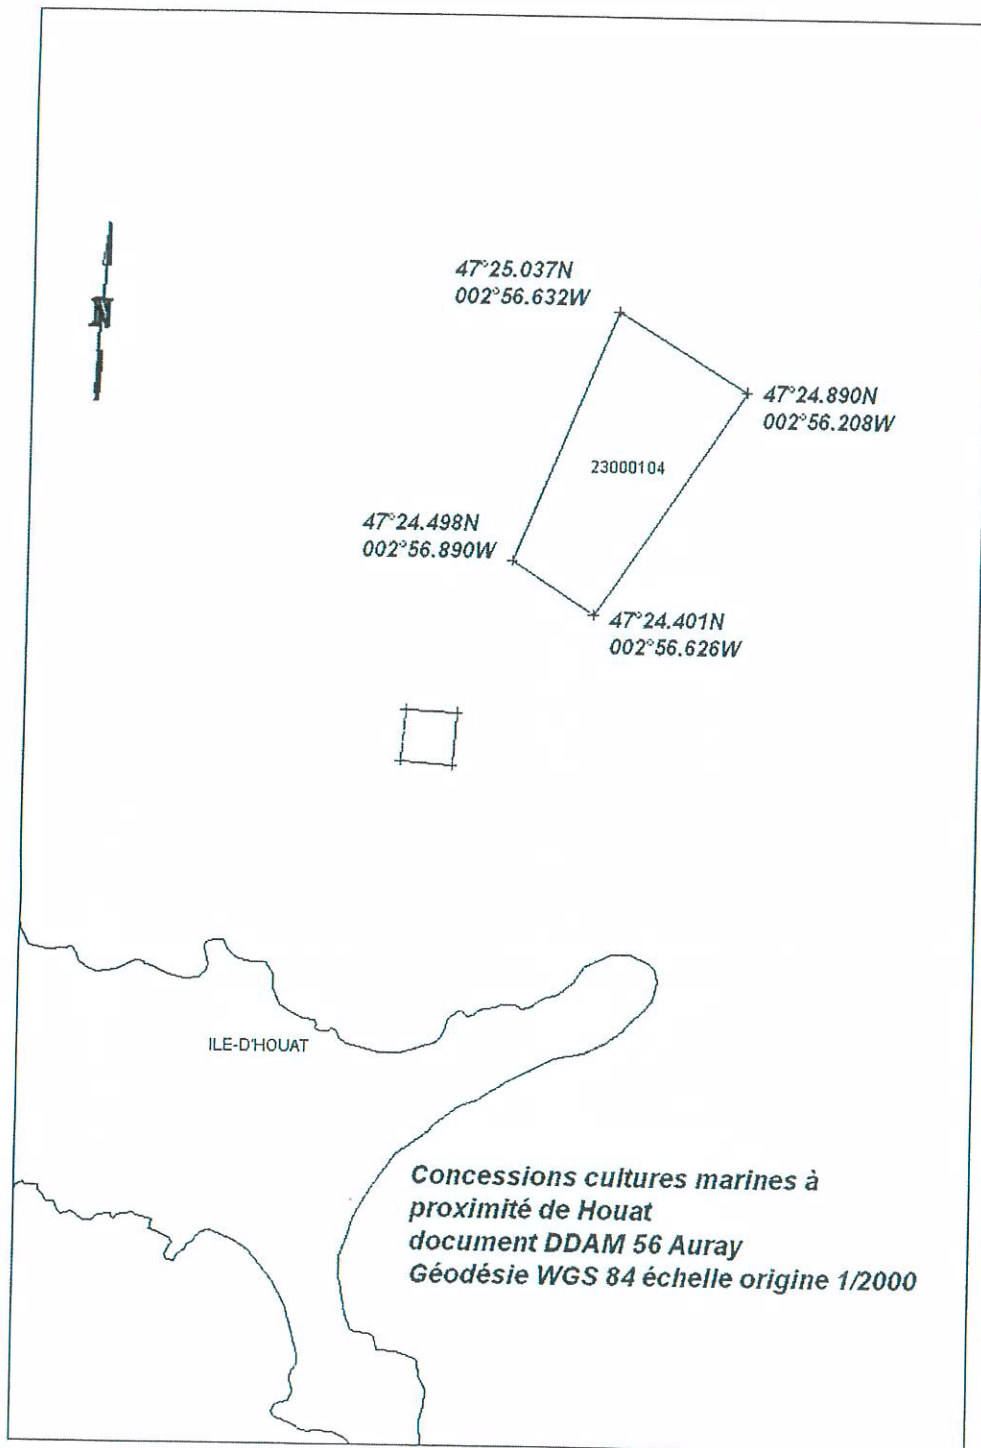 N
47°25.037N
002°56.632W
47°24.890N
002°56.208W
23000104
47°24.498N
002°56.890W
47°24.401N
002°56.626W
ILE-D'HOUAT
Concessions cultures marines à
proximité de Houat
document DDAM 56 Auray
Géodésie WGS 84 échelle origine 1/2000